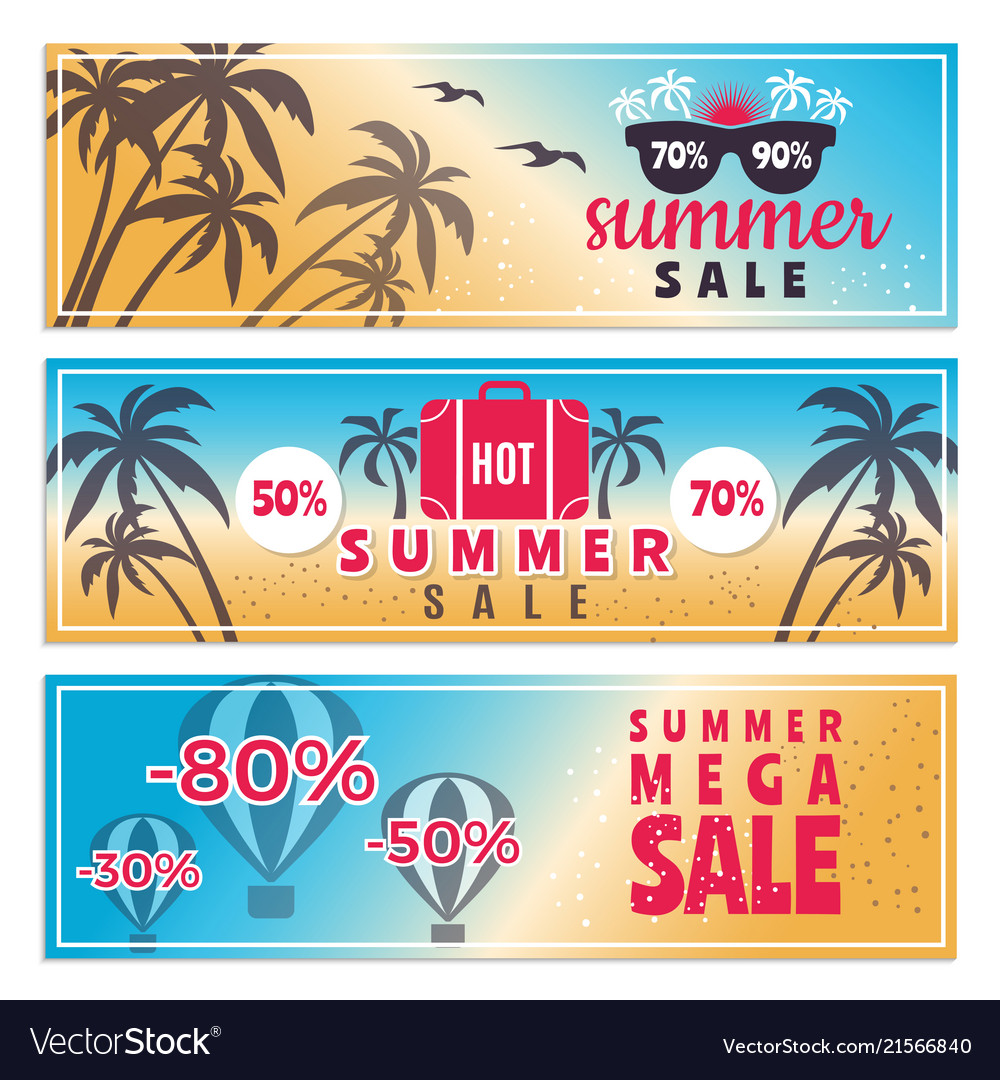 70% 90%
summer
SALE
HOT
50% 70%
SUMMER
SALE
-80%
-50%
-30%
SUMMER
MEGA
SALE
VectorStock®
VectorStock.com/21566840